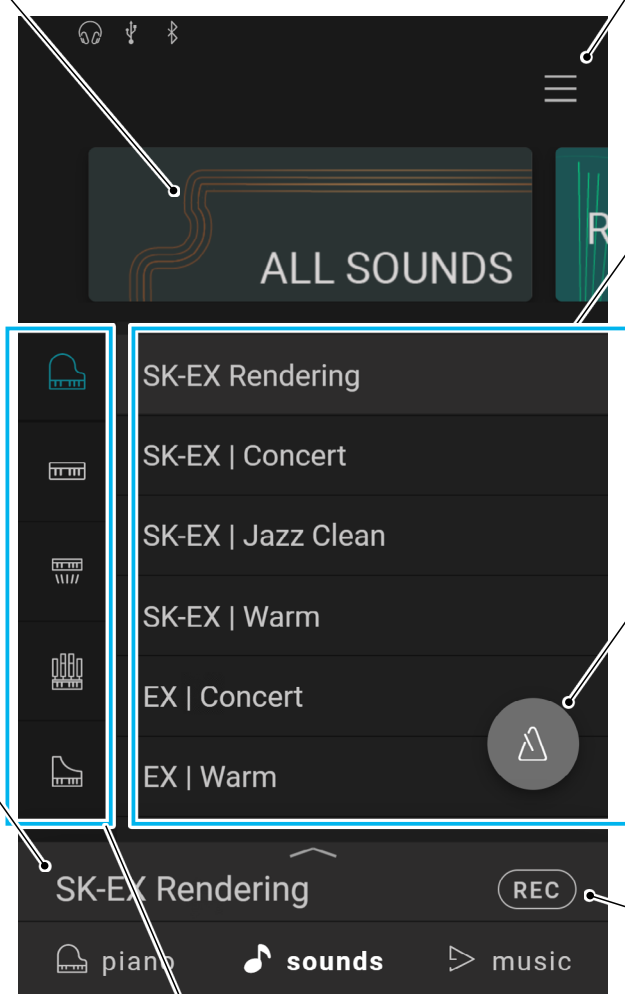 ALL SOUNDS
R
SK-EX Rendering
SK-EX | Concert
SK-EX | Jazz Clean
SK-EX | Warm
EX | Concert
EX | Warm
SK-EX Rendering
REC
piano
sounds
music